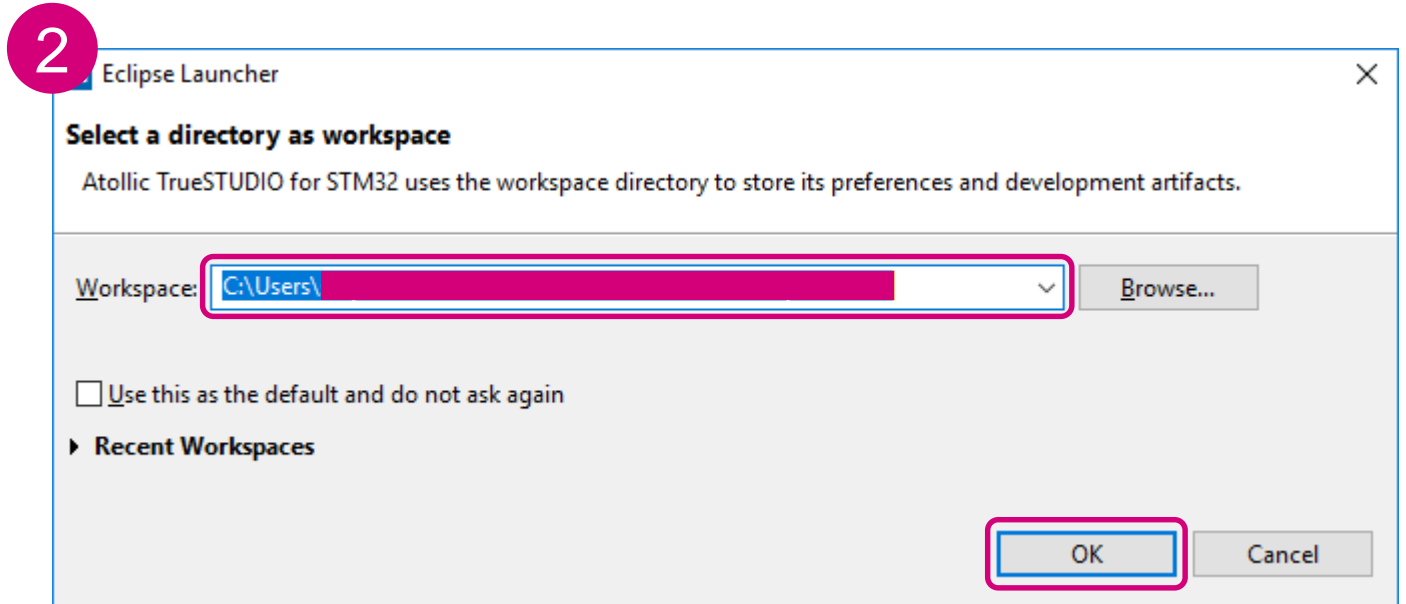 2
Eclipse Launcher
Select a directory as workspace
Atollic TrueSTUDIO for STM32 uses the workspace directory to store its preferences and development artifacts.
Workspace: C:\Users\ Browse...
Use this as the default and do not ask again
Recent Workspaces
OK Cancel